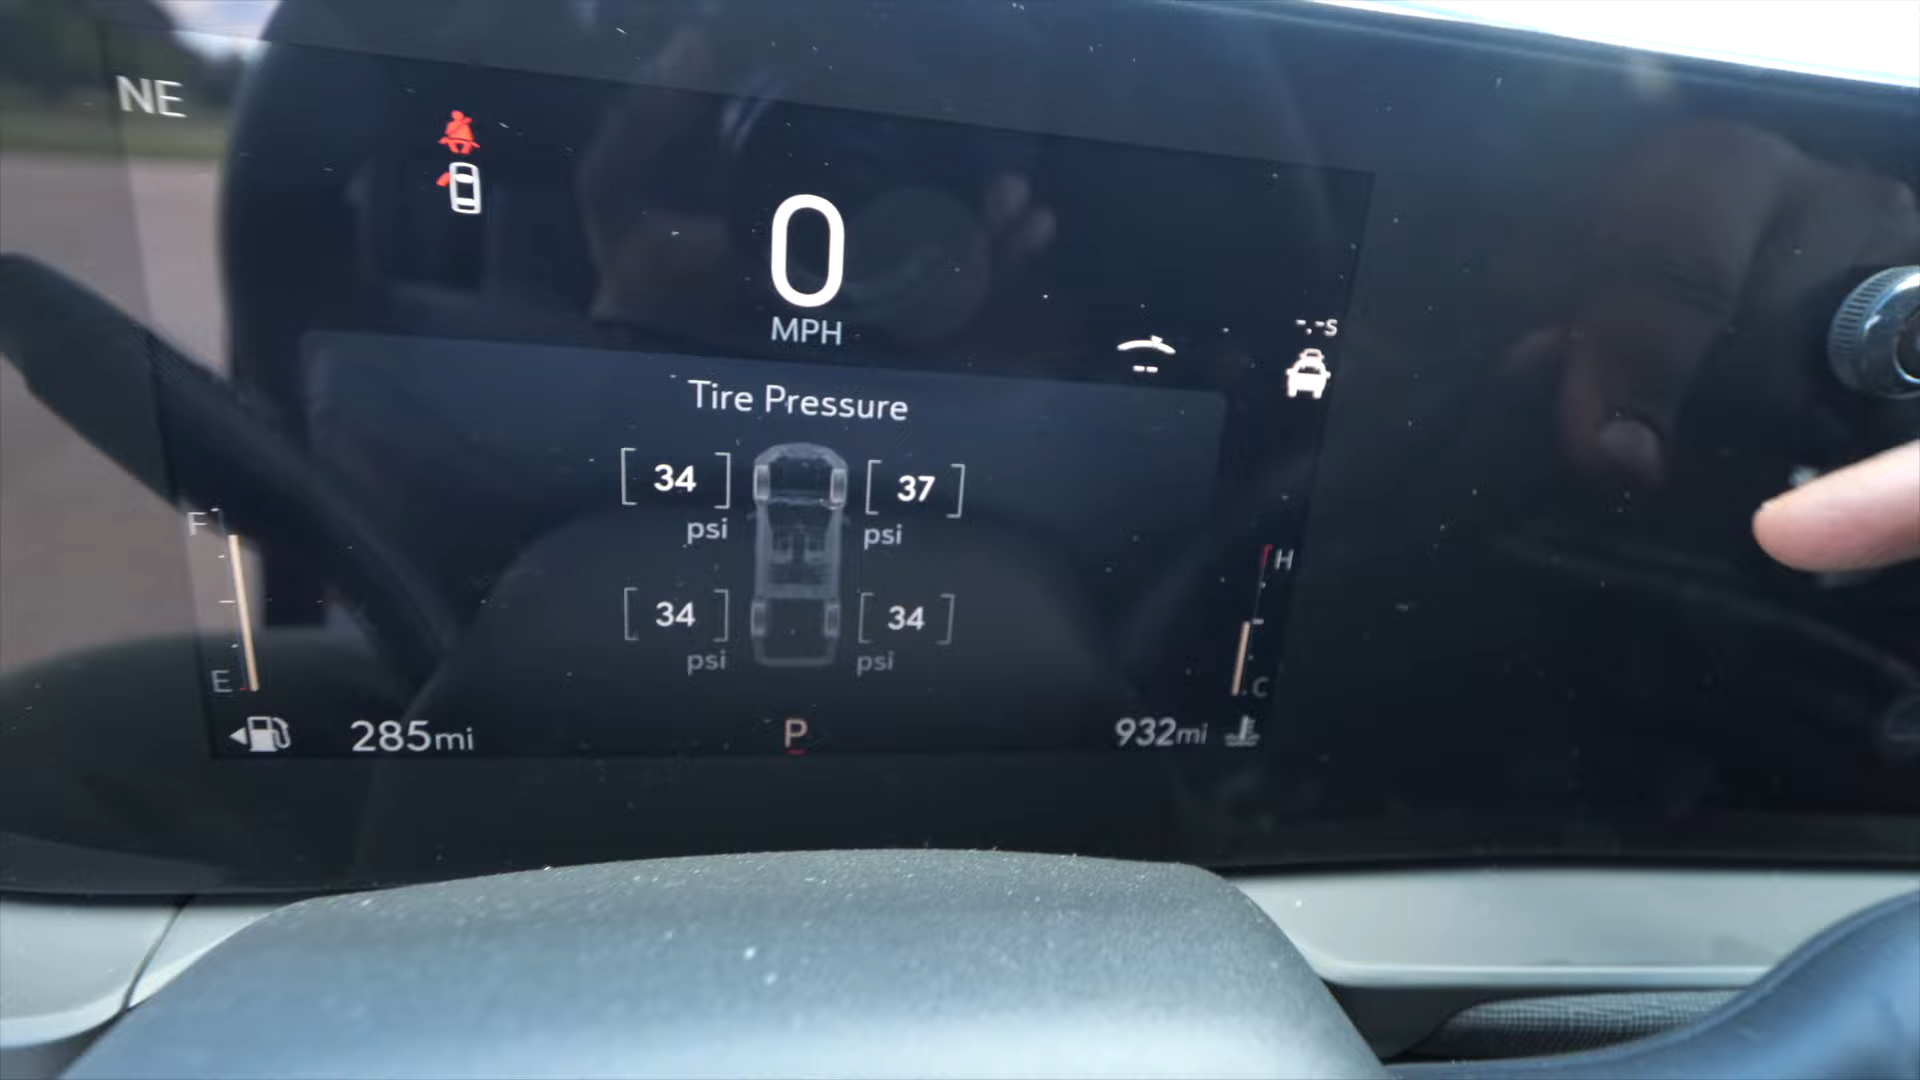 NE
0
MPH
-.-s
--
Tire Pressure
34 37
psi psi
34 34
psi psi
F
E
H
C
285mi
P
932mi